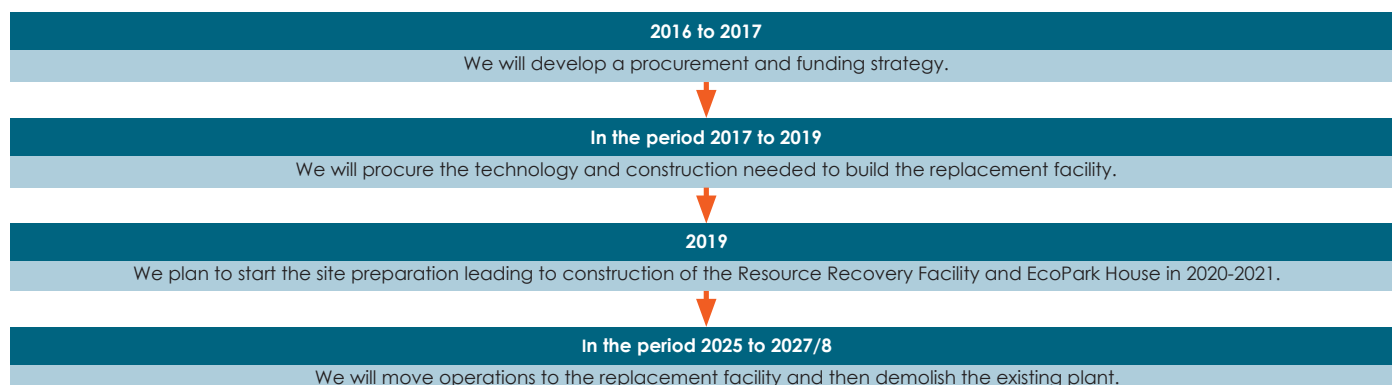 2016 to 2017
We will develop a procurement and funding strategy.
In the period 2017 to 2019
We will procure the technology and construction needed to build the replacement facility.
2019
We plan to start the site preparation leading to construction of the Resource Recovery Facility and EcoPark House in 2020-2021.
In the period 2025 to 2027/8
We will move operations to the replacement facility and then demolish the existing plant.